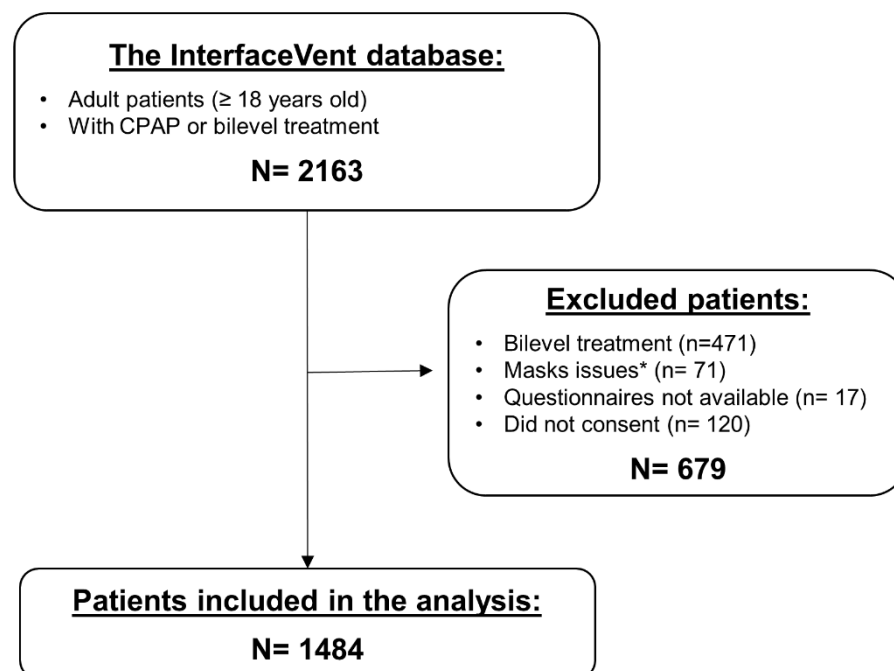 The InterfaceVent database:
• Adult patients (≥ 18 years old)
• With CPAP or bilevel treatment
N= 2163
Excluded patients:
• Bilevel treatment (n=471)
• Masks issues* (n= 71)
• Questionnaires not available (n= 17)
• Did not consent (n= 120)
N= 679
Patients included in the analysis:
N= 1484